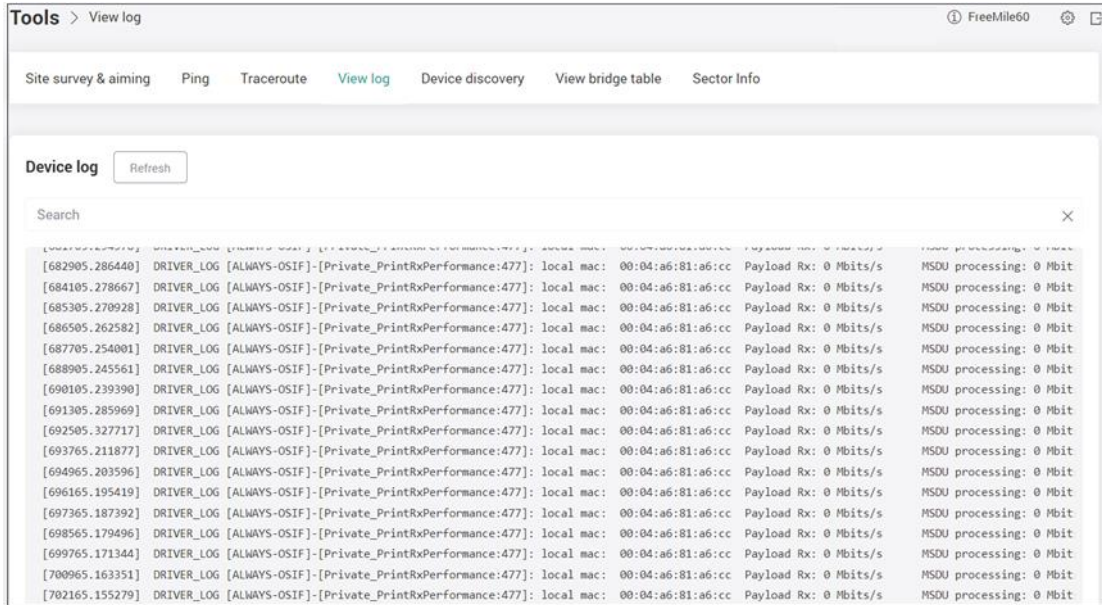 Tools > View log FreeMile60
Site survey & aiming Ping Traceroute View log Device discovery View bridge table Sector Info
Device log Refresh
Search
[682905.286440] DRIVER_LOG [ALWAYS-OSIF]-[Private_PrintRxPerformance:477]: local mac: 00:04:a6:81:a6:cc Payload Rx: 0 Mbits/s MSDU processing: 0 Mbit
[684105.278667] DRIVER_LOG [ALWAYS-OSIF]-[Private_PrintRxPerformance:477]: local mac: 00:04:a6:81:a6:cc Payload Rx: 0 Mbits/s MSDU processing: 0 Mbit
[685305.270928] DRIVER_LOG [ALWAYS-OSIF]-[Private_PrintRxPerformance:477]: local mac: 00:04:a6:81:a6:cc Payload Rx: 0 Mbits/s MSDU processing: 0 Mbit
[686505.262582] DRIVER_LOG [ALWAYS-OSIF]-[Private_PrintRxPerformance:477]: local mac: 00:04:a6:81:a6:cc Payload Rx: 0 Mbits/s MSDU processing: 0 Mbit
[687705.254001] DRIVER_LOG [ALWAYS-OSIF]-[Private_PrintRxPerformance:477]: local mac: 00:04:a6:81:a6:cc Payload Rx: 0 Mbits/s MSDU processing: 0 Mbit
[688905.245561] DRIVER_LOG [ALWAYS-OSIF]-[Private_PrintRxPerformance:477]: local mac: 00:04:a6:81:a6:cc Payload Rx: 0 Mbits/s MSDU processing: 0 Mbit
[690105.239390] DRIVER_LOG [ALWAYS-OSIF]-[Private_PrintRxPerformance:477]: local mac: 00:04:a6:81:a6:cc Payload Rx: 0 Mbits/s MSDU processing: 0 Mbit
[691305.285969] DRIVER_LOG [ALWAYS-OSIF]-[Private_PrintRxPerformance:477]: local mac: 00:04:a6:81:a6:cc Payload Rx: 0 Mbits/s MSDU processing: 0 Mbit
[692505.327717] DRIVER_LOG [ALWAYS-OSIF]-[Private_PrintRxPerformance:477]: local mac: 00:04:a6:81:a6:cc Payload Rx: 0 Mbits/s MSDU processing: 0 Mbit
[693765.211877] DRIVER_LOG [ALWAYS-OSIF]-[Private_PrintRxPerformance:477]: local mac: 00:04:a6:81:a6:cc Payload Rx: 0 Mbits/s MSDU processing: 0 Mbit
[694965.203596] DRIVER_LOG [ALWAYS-OSIF]-[Private_PrintRxPerformance:477]: local mac: 00:04:a6:81:a6:cc Payload Rx: 0 Mbits/s MSDU processing: 0 Mbit
[696165.195419] DRIVER_LOG [ALWAYS-OSIF]-[Private_PrintRxPerformance:477]: local mac: 00:04:a6:81:a6:cc Payload Rx: 0 Mbits/s MSDU processing: 0 Mbit
[697365.187392] DRIVER_LOG [ALWAYS-OSIF]-[Private_PrintRxPerformance:477]: local mac: 00:04:a6:81:a6:cc Payload Rx: 0 Mbits/s MSDU processing: 0 Mbit
[698565.179496] DRIVER_LOG [ALWAYS-OSIF]-[Private_PrintRxPerformance:477]: local mac: 00:04:a6:81:a6:cc Payload Rx: 0 Mbits/s MSDU processing: 0 Mbit
[699765.171344] DRIVER_LOG [ALWAYS-OSIF]-[Private_PrintRxPerformance:477]: local mac: 00:04:a6:81:a6:cc Payload Rx: 0 Mbits/s MSDU processing: 0 Mbit
[700965.163351] DRIVER_LOG [ALWAYS-OSIF]-[Private_PrintRxPerformance:477]: local mac: 00:04:a6:81:a6:cc Payload Rx: 0 Mbits/s MSDU processing: 0 Mbit
[702165.155279] DRIVER_LOG [ALWAYS-OSIF]-[Private_PrintRxPerformance:477]: local mac: 00:04:a6:81:a6:cc Payload Rx: 0 Mbits/s MSDU processing: 0 Mbit